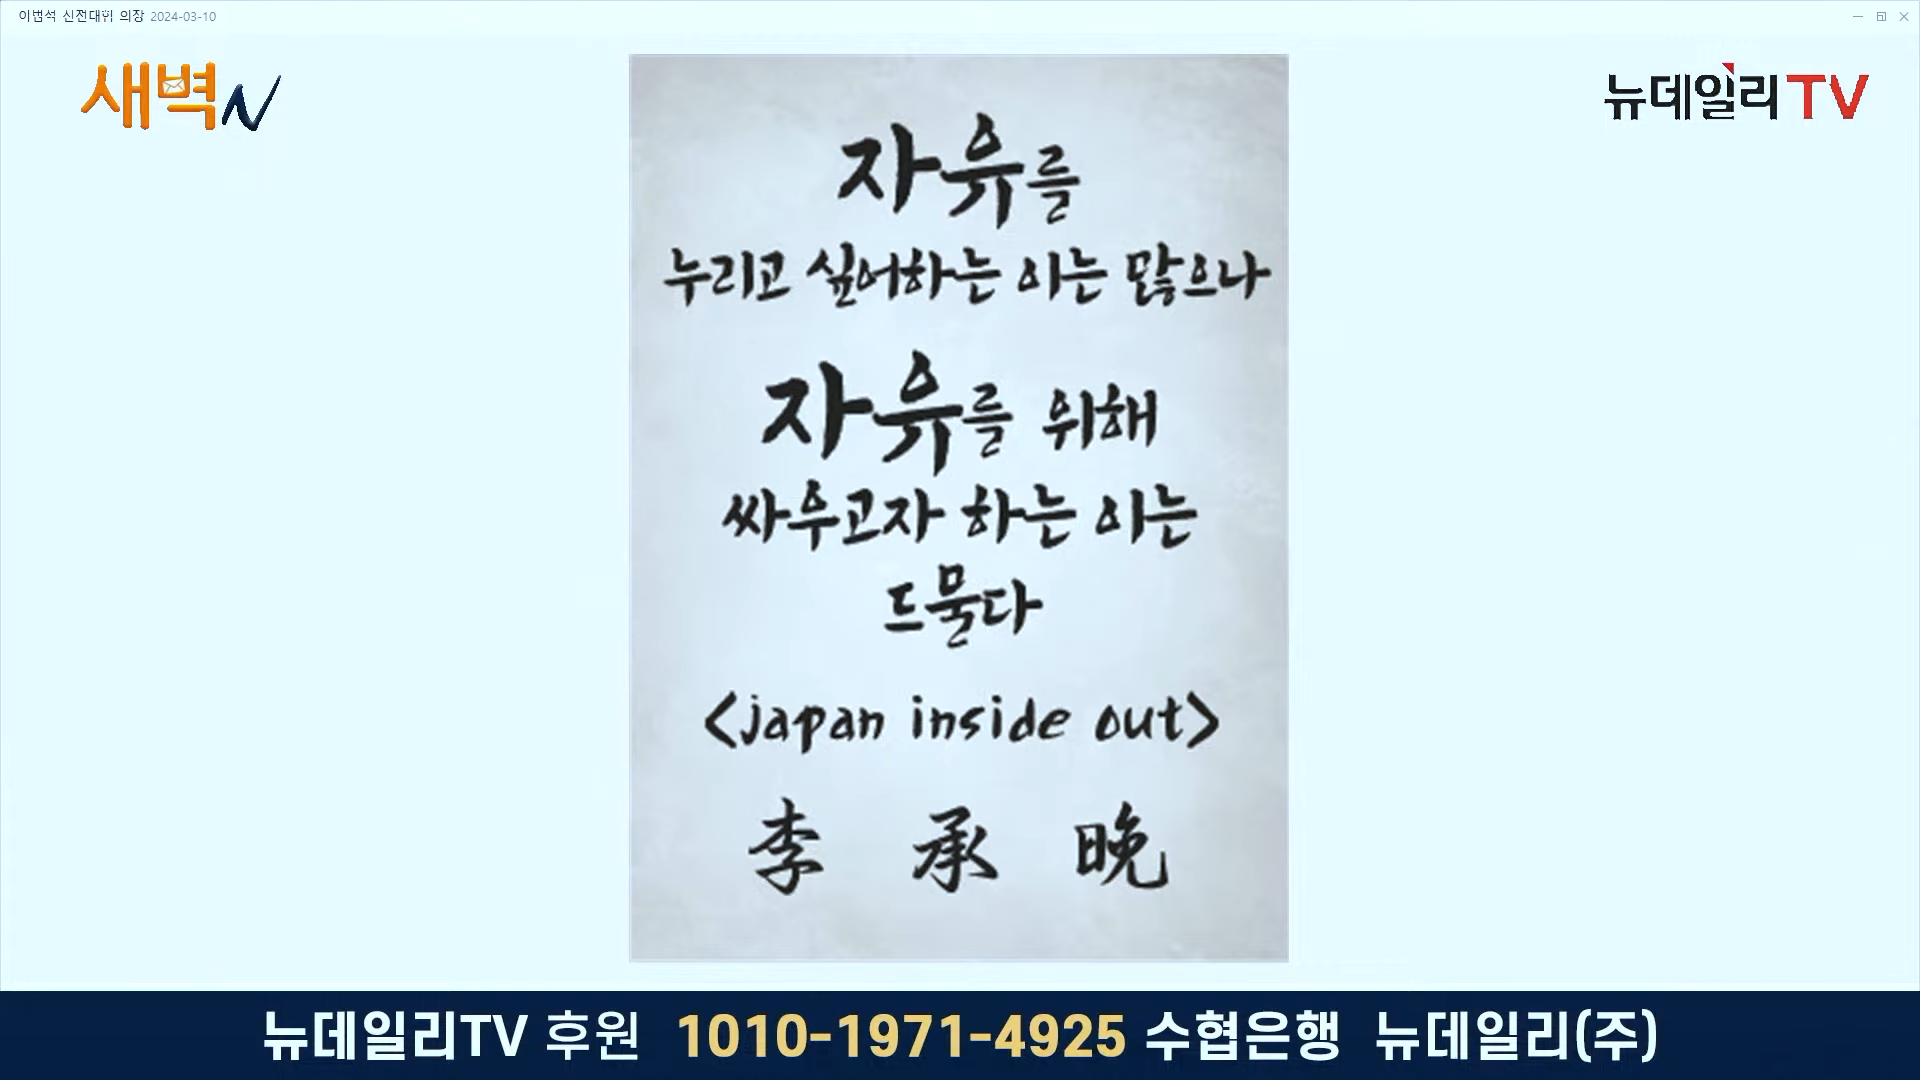 이범석 신전대협 의장 2024-03-10
새벽N
뉴데일리TV
자유를
누리고 싶어하는 이는 많으나
자유를 위해
싸우고자 하는 이는
드물다
<japan inside out>
李 承 晩
뉴데일리TV 후원 1010-1971-4925 수협은행 뉴데일리(주)